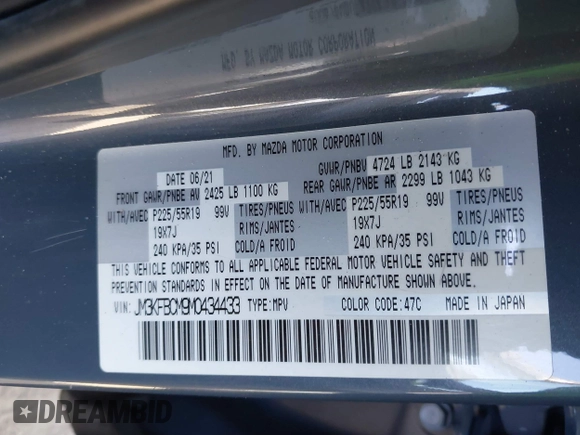 MFD. BY MAZDA MOTOR CORPORATION
DATE 06/21 GVWR/PNBV 4724 LB 2143 KG
FRONT GAWR/PNBE AV 2425 LB 1100 KG REAR GAWR/PNBE AR 2299 LB 1043 KG
WITH/AVEC P225/55R19 99V TIRES/PNEUS WITH/AVEC P225/55R19 99V TIRES/PNEUS
19X7J RIMS/JANTES 19X7J RIMS/JANTES
240 KPA/35 PSI COLD/A FROID 240 KPA/35 PSI COLD/A FROID
THIS VEHICLE CONFORMS TO ALL APPLICABLE FEDERAL MOTOR VEHICLE SAFETY AND THEFT
PREVENTION STANDARDS IN EFFECT ON THE DATE OF MANUFACTURE SHOWN ABOVE.
VIN: JM3KFBCM9M0434433 TYPE:MPV COLOR CODE:47C MADE IN JAPAN
DREAMBID